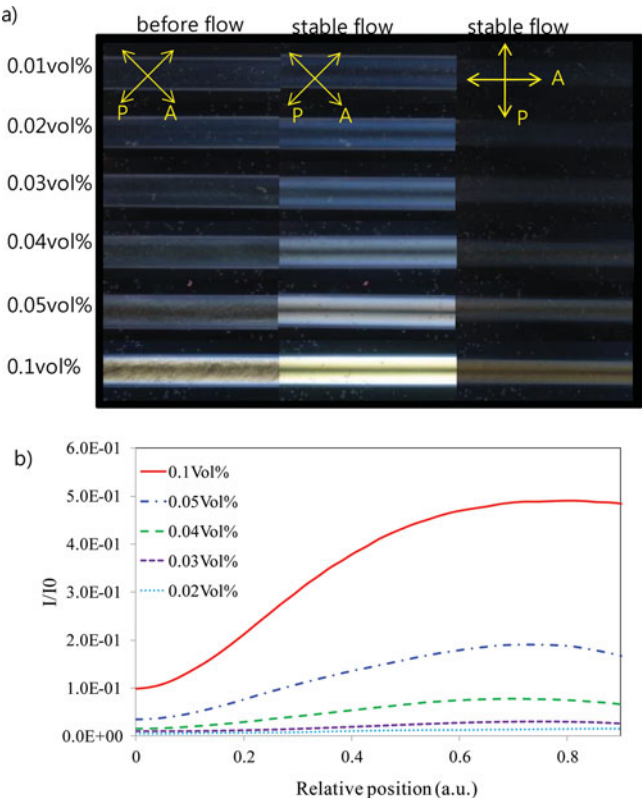 a)
before flow
stable flow
stable flow
0.01vol%
P
A
P
A
A
P
0.02vol%
0.03vol%
0.04vol%
0.05vol%
0.1vol%
b)
6.0E-01
5.0E-01
4.0E-01
3.0E-01
2.0E-01
1.0E-01
0.0E+00
I/I0
0.1Vol%
0.05Vol%
0.04Vol%
0.03Vol%
0.02Vol%
0
0.2
0.4
0.6
0.8
Relative position (a.u.)